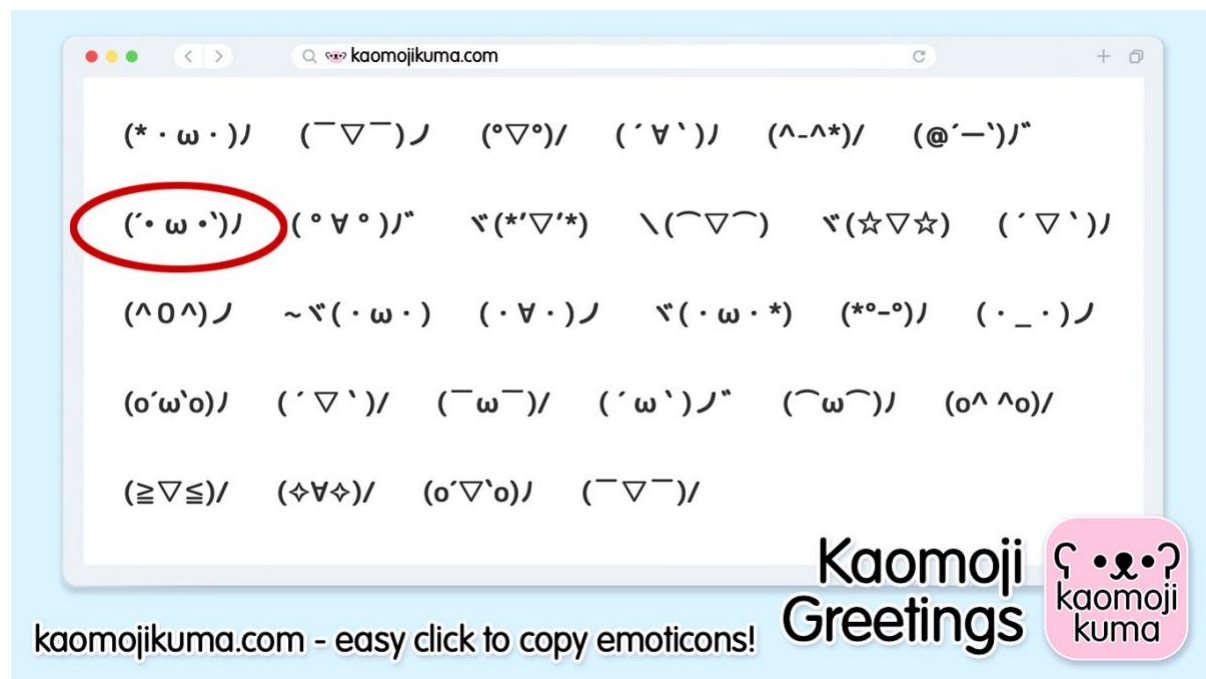 kaomojikuma.com
(*・ω・)ﾉ (￣▽￣)ノ (°▽°)/ (´∀｀)ﾉ (^-^*)/ (@´ー`)ﾉﾞ
(´• ω •`)ﾉ (°∀°)ﾉﾞ ヾ(*'▽'*) ＼(⌒▽⌒) ヾ(☆▽☆) (´▽｀)ﾉ
(^0^)ノ ~ヾ(・ω・) (・∀・)ノ ヾ(・ω・*) (*°ｰ°)ﾉ (・_・)ノ
(o´ω`o)ﾉ (´▽｀)/ (￣ω￣)/ (´ω｀)ノﾞ (⌒ω⌒)ﾉ (o^ ^o)/
(≧▽≦)/ (✧∀✧)/ (o´▽`o)ﾉ (￣▽￣)/
Kaomoji
Greetings
ʕ •ᴥ• ʔ
kaomoji
kuma
kaomojikuma.com - easy click to copy emoticons!